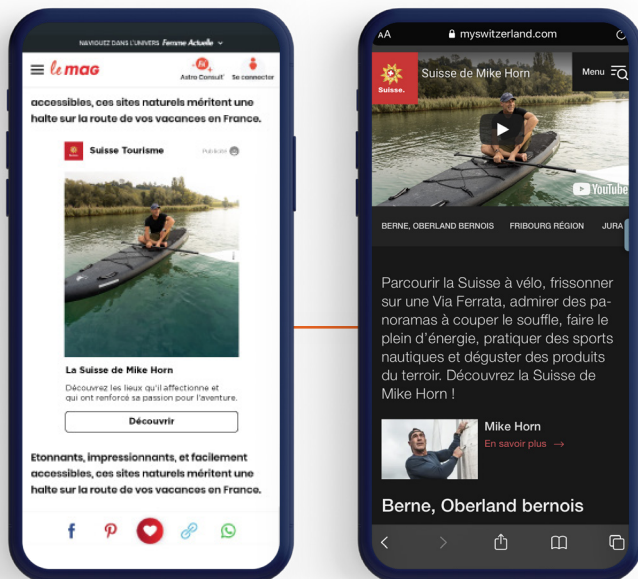 NAVIGUEZ DANS L'UNIVERS Femme Actuelle
le mag
Astro Consult' Se connecter
accessibles, ces sites naturels méritent une
halte sur la route de vos vacances en France.
Suisse Tourisme
Publicité
La Suisse de Mike Horn
Découvrez les lieux qu'il affectionne et
qui ont renforcé sa passion pour l'aventure.
Découvrir
Etonnants, impressionnants, et facilement
accessibles, ces sites naturels méritent une
halte sur la route de vos vacances en France.
AA myswitzerland.com
Suisse.
Suisse de Mike Horn
Menu
YouTube
BERNE, OBERLAND BERNOIS FRIBOURG RÉGION JURA
Parcourir la Suisse à vélo, frissonner
sur une Via Ferrata, admirer des pa-
noramas à couper le souffle, faire le
plein d'énergie, pratiquer des sports
nautiques et déguster des produits
du terroir. Découvrez la Suisse de
Mike Horn !
Mike Horn
En savoir plus →
Berne, Oberland bernois